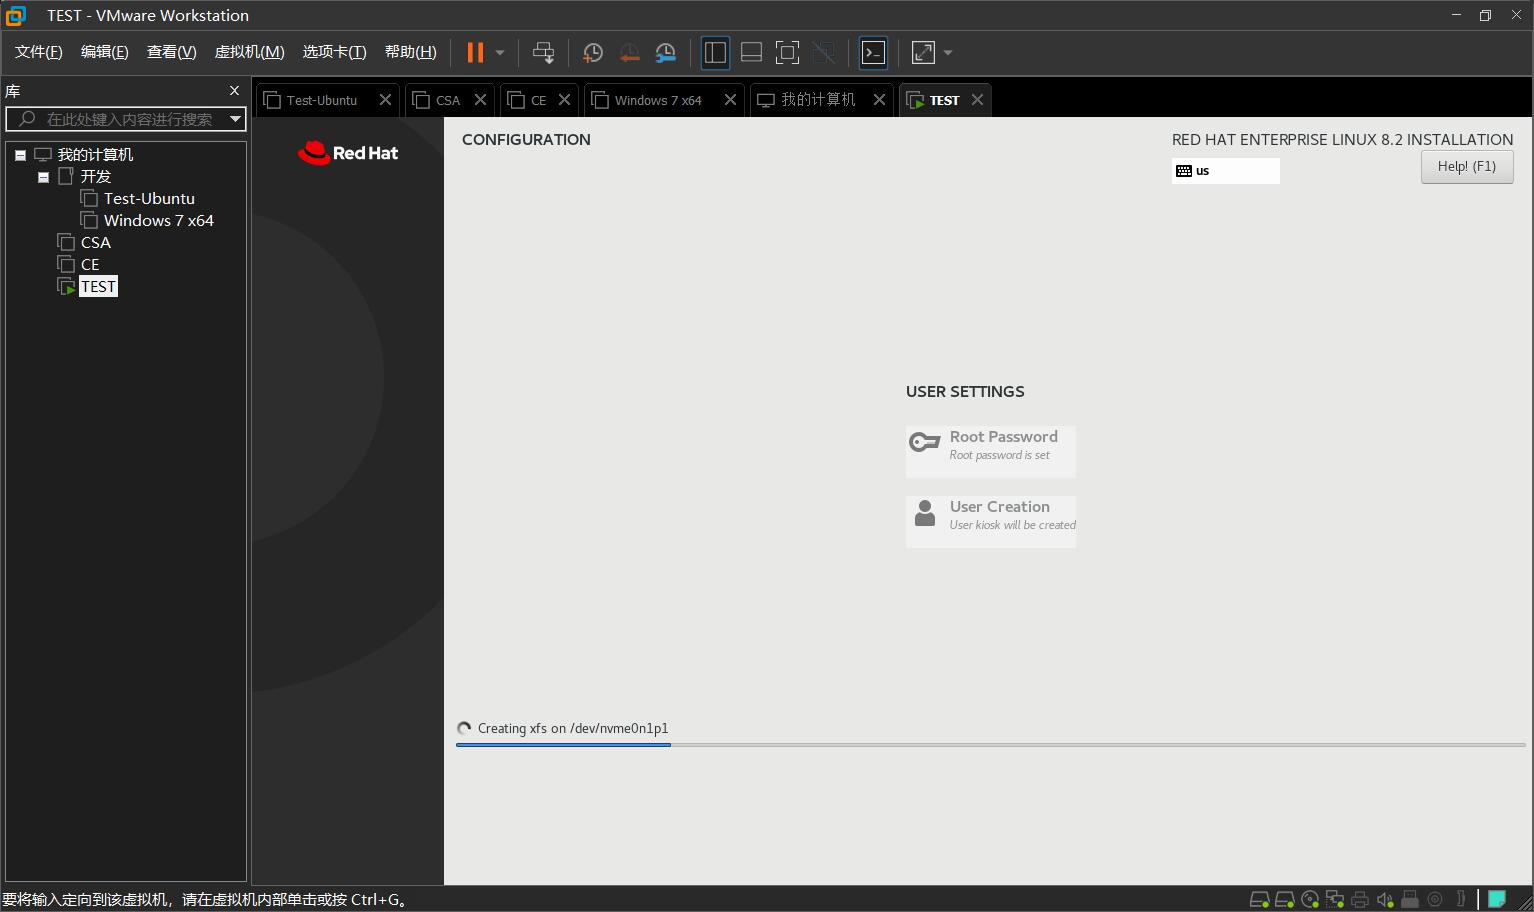 TEST - VMware Workstation
文件(F) 编辑(E) 查看(V) 虚拟机(M) 选项卡(T) 帮助(H)
库
在此处键入内容进行搜索
我的计算机
开发
Test-Ubuntu
Windows 7 x64
CSA
CE
TEST
Test-Ubuntu CSA CE Windows 7 x64 我的计算机 TEST
Red Hat
CONFIGURATION
RED HAT ENTERPRISE LINUX 8.2 INSTALLATION
us
Help! (F1)
USER SETTINGS
Root Password
Root password is set
User Creation
User kiosk will be created
Creating xfs on /dev/nvme0n1p1
要将输入定向到该虚拟机，请在虚拟机内部单击或按 Ctrl+G。